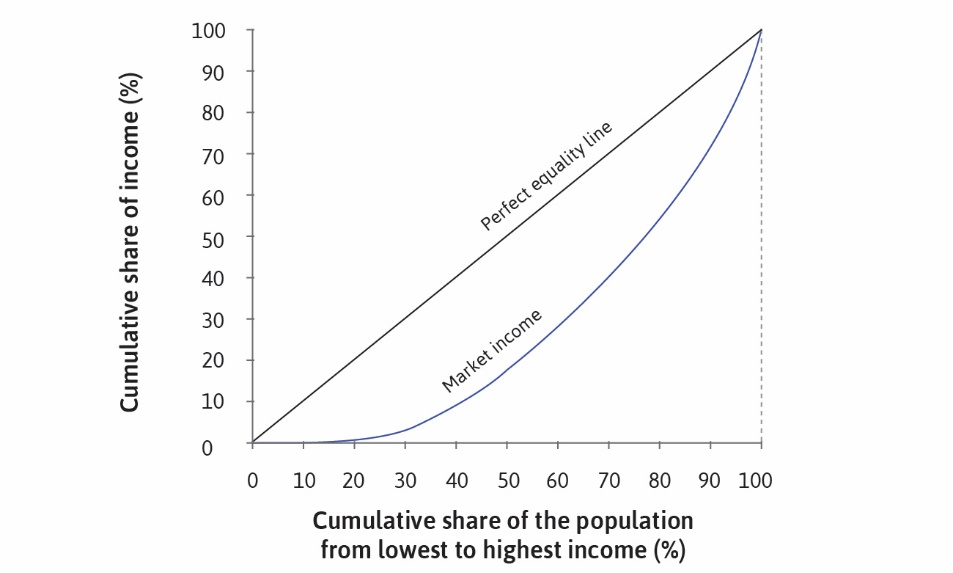 100
90
80
70
60
50
40
30
20
10
0
Cumulative share of income (%)
Perfect equality line
Market income
0 10 20 30 40 50 60 70 80 90 100
Cumulative share of the population
from lowest to highest income (%)